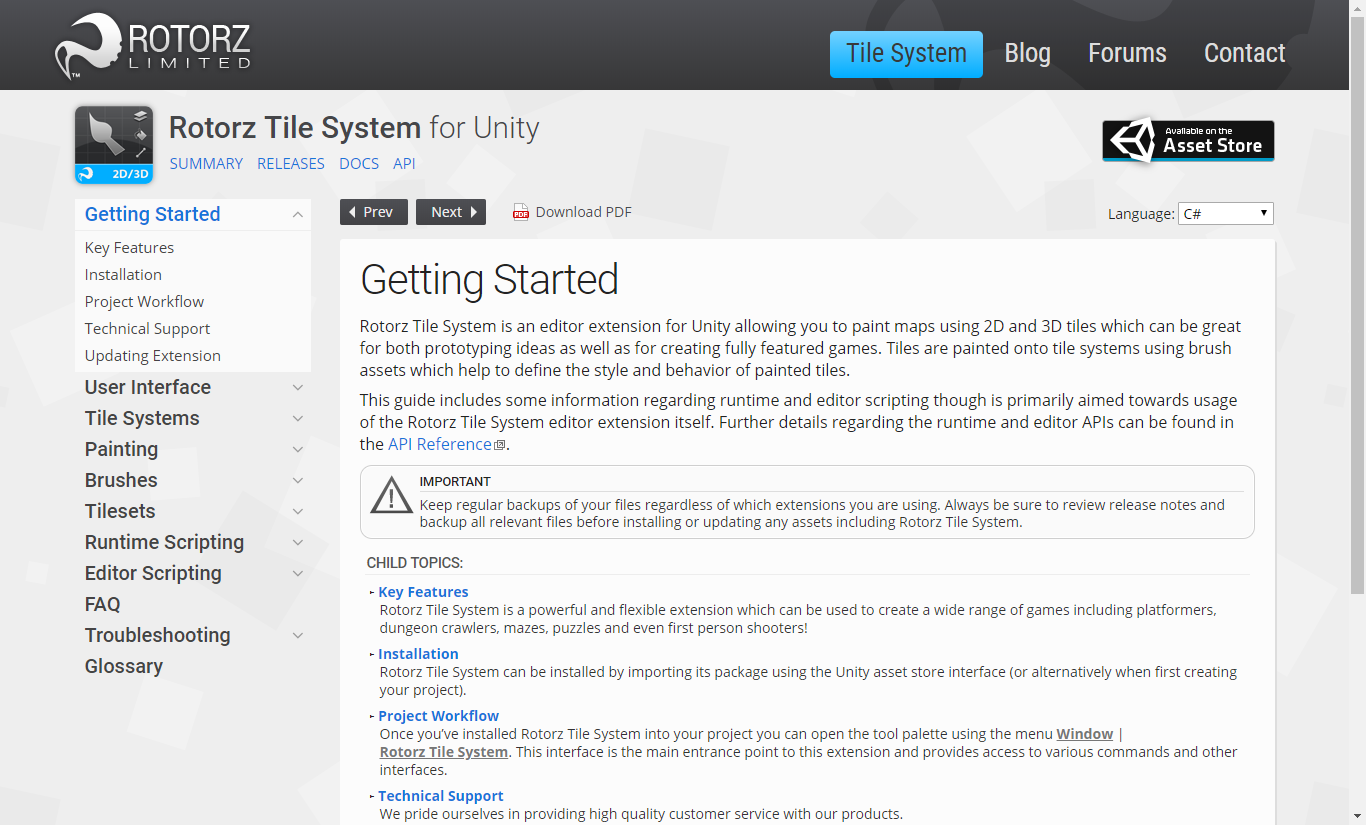 ROTORZ
LIMITED
™
Tile System
Blog
Forums
Contact
2D/3D
Rotorz Tile System for Unity
SUMMARY RELEASES DOCS API
Available on the
Asset Store
Getting Started
Key Features
Installation
Project Workflow
Technical Support
Updating Extension
User Interface
Tile Systems
Painting
Brushes
Tilesets
Runtime Scripting
Editor Scripting
FAQ
Troubleshooting
Glossary
Prev
Next
PDF
Download PDF
Language: C#
Getting Started
Rotorz Tile System is an editor extension for Unity allowing you to paint maps using 2D and 3D tiles which can be great
for both prototyping ideas as well as for creating fully featured games. Tiles are painted onto tile systems using brush
assets which help to define the style and behavior of painted tiles.
This guide includes some information regarding runtime and editor scripting though is primarily aimed towards usage
of the Rotorz Tile System editor extension itself. Further details regarding the runtime and editor APIs can be found in
the API Reference.
IMPORTANT
Keep regular backups of your files regardless of which extensions you are using. Always be sure to review release notes and
backup all relevant files before installing or updating any assets including Rotorz Tile System.
CHILD TOPICS:
Key Features
Rotorz Tile System is a powerful and flexible extension which can be used to create a wide range of games including platformers,
dungeon crawlers, mazes, puzzles and even first person shooters!
Installation
Rotorz Tile System can be installed by importing its package using the Unity asset store interface (or alternatively when first creating
your project).
Project Workflow
Once you've installed Rotorz Tile System into your project you can open the tool palette using the menu Window |
Rotorz Tile System. This interface is the main entrance point to this extension and provides access to various commands and other
interfaces.
Technical Support
We pride ourselves in providing high quality customer service with our products.